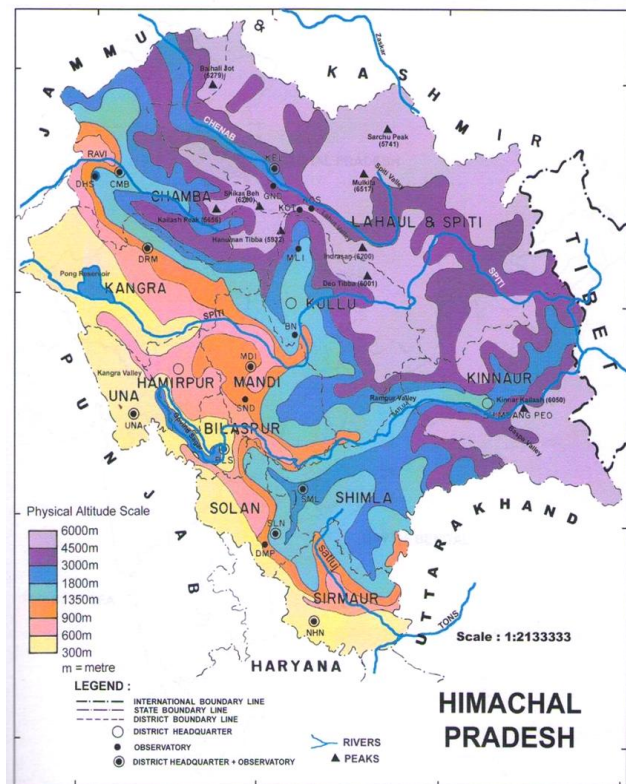 JAMMU & KASHMIR
Zaskar
Baihali Jot
(6279)
CHENAB
Sarchu Peak
(5741)
RAVI
KEL
DHS
CMB
CHAMBA
GND
Mulkila
(6517)
Spiti Valley
Shikar Beh
(6200)
KOT
KOS
LAHAUL & SPITI
Kailash Peak (5656)
Hanuman Tibba (5932)
DRM
MLI
Indrasan (6200)
TIBET
Pong Reservoir
KANGRA
Deo Tibba (6001)
SPITI
KULLU
SPITI
BN
PUNJAB
MDI
Kangra Valley
HAMIRPUR
MANDI
KINNAUR
UNA
Rampur Valley
Kinnar Kailash (6050)
SND
UNA
BILASPUR
BLS
SML
SHIMLA
SOLAN
Physical Altitude Scale
6000m
4500m
3000m
1800m
1350m
900m
600m
300m
m = metre
SLN
DMP
satluj
UTTARAKHAND
SIRMAUR
NHN
TONS
Scale : 1:2133333
HARYANA
LEGEND :
INTERNATIONAL BOUNDARY LINE
STATE BOUNDARY LINE
DISTRICT BOUNDARY LINE
DISTRICT HEADQUARTER
OBSERVATORY
DISTRICT HEADQUARTER + OBSERVATORY
RIVERS
PEAKS
HIMACHAL
PRADESH